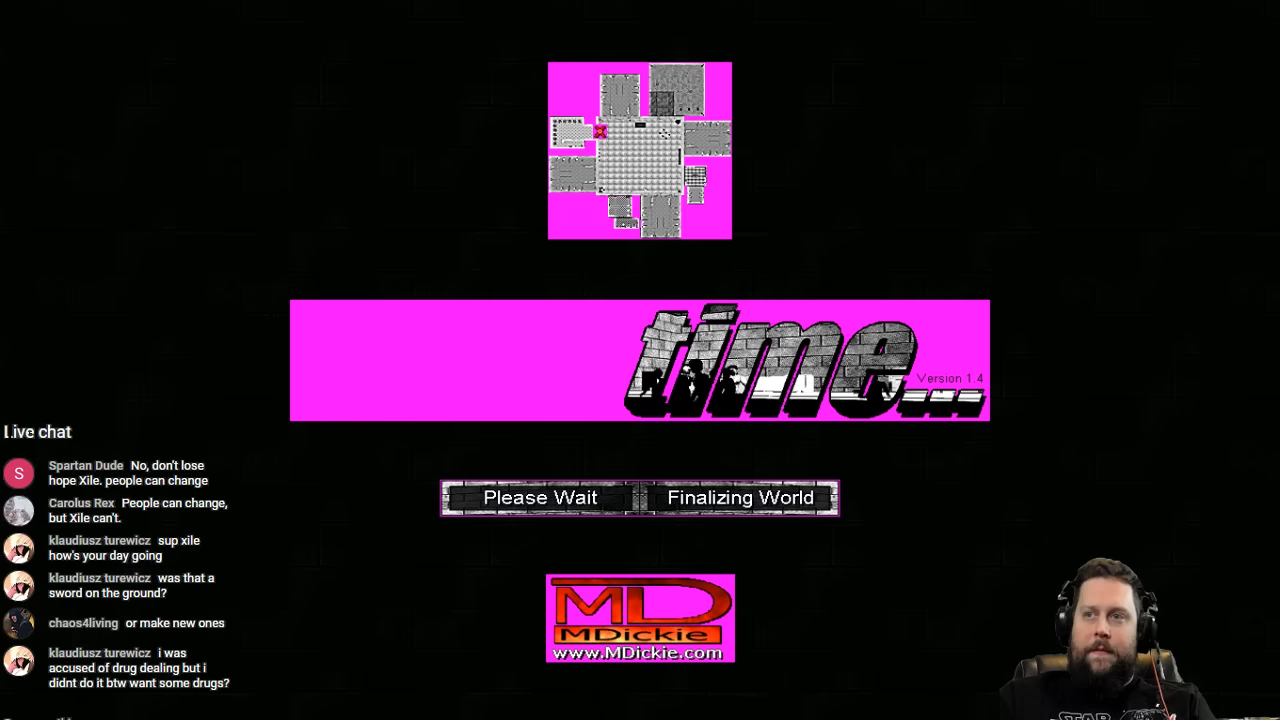 time...
Version 1.4
Please Wait
Finalizing World
MD
MDickie
www.MDickie.com
Live chat
S
Spartan Dude No, don't lose
hope Xile. people can change
Carolus Rex People can change,
but Xile can't.
klaudiusz turewicz sup xile
how's your day going
klaudiusz turewicz was that a
sword on the ground?
chaos4living or make new ones
klaudiusz turewicz i was
accused of drug dealing but i
didnt do it btw want some drugs?
STAR